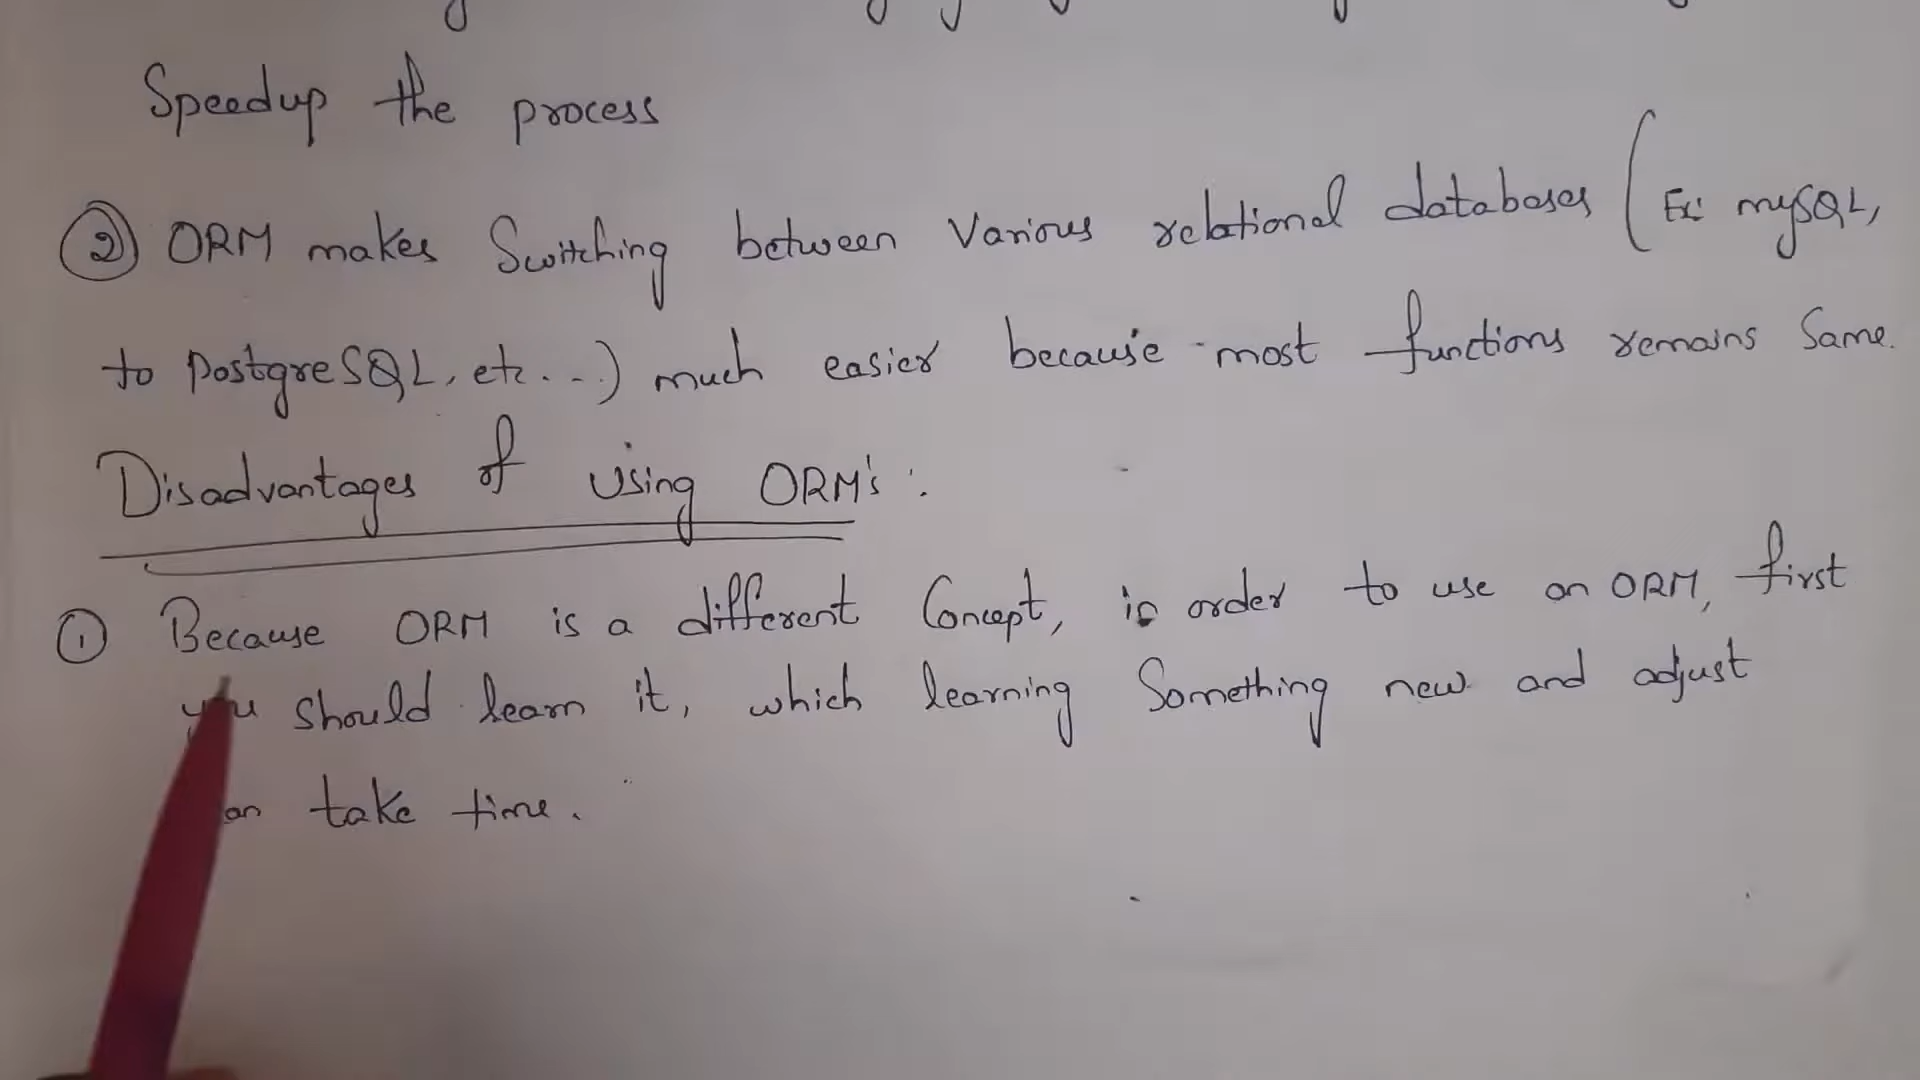 Speedup the process
② ORM makes Switching between Various relational databases (Ex: mySQL,
to PostgreSQL, etc...) much easier because most functions remains Same.
Disadvantages of using ORM's :
① Because ORM is a different Concept, in order to use an ORM, first
you should learn it, which learning Something new and adjust
take time.